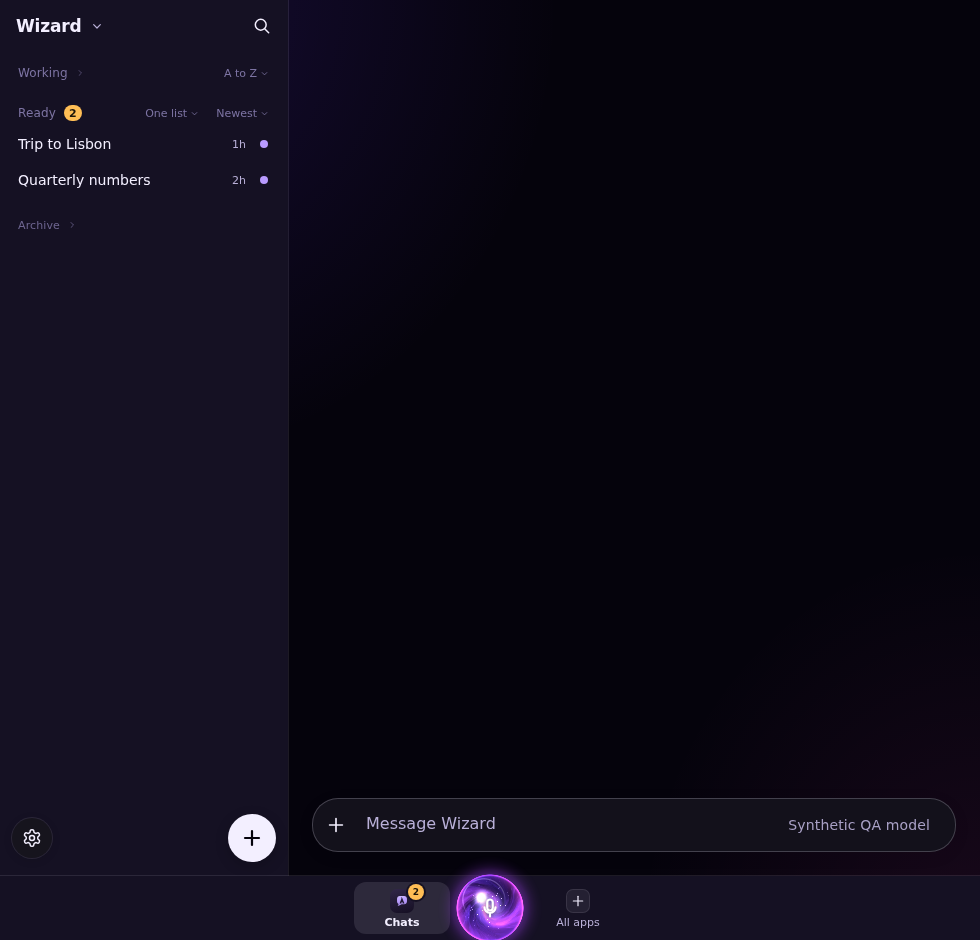 Wizard
Working A to Z
Ready 2 One list Newest
Trip to Lisbon 1h
Quarterly numbers 2h
Archive
Message Wizard Synthetic QA model
2
Chats All apps